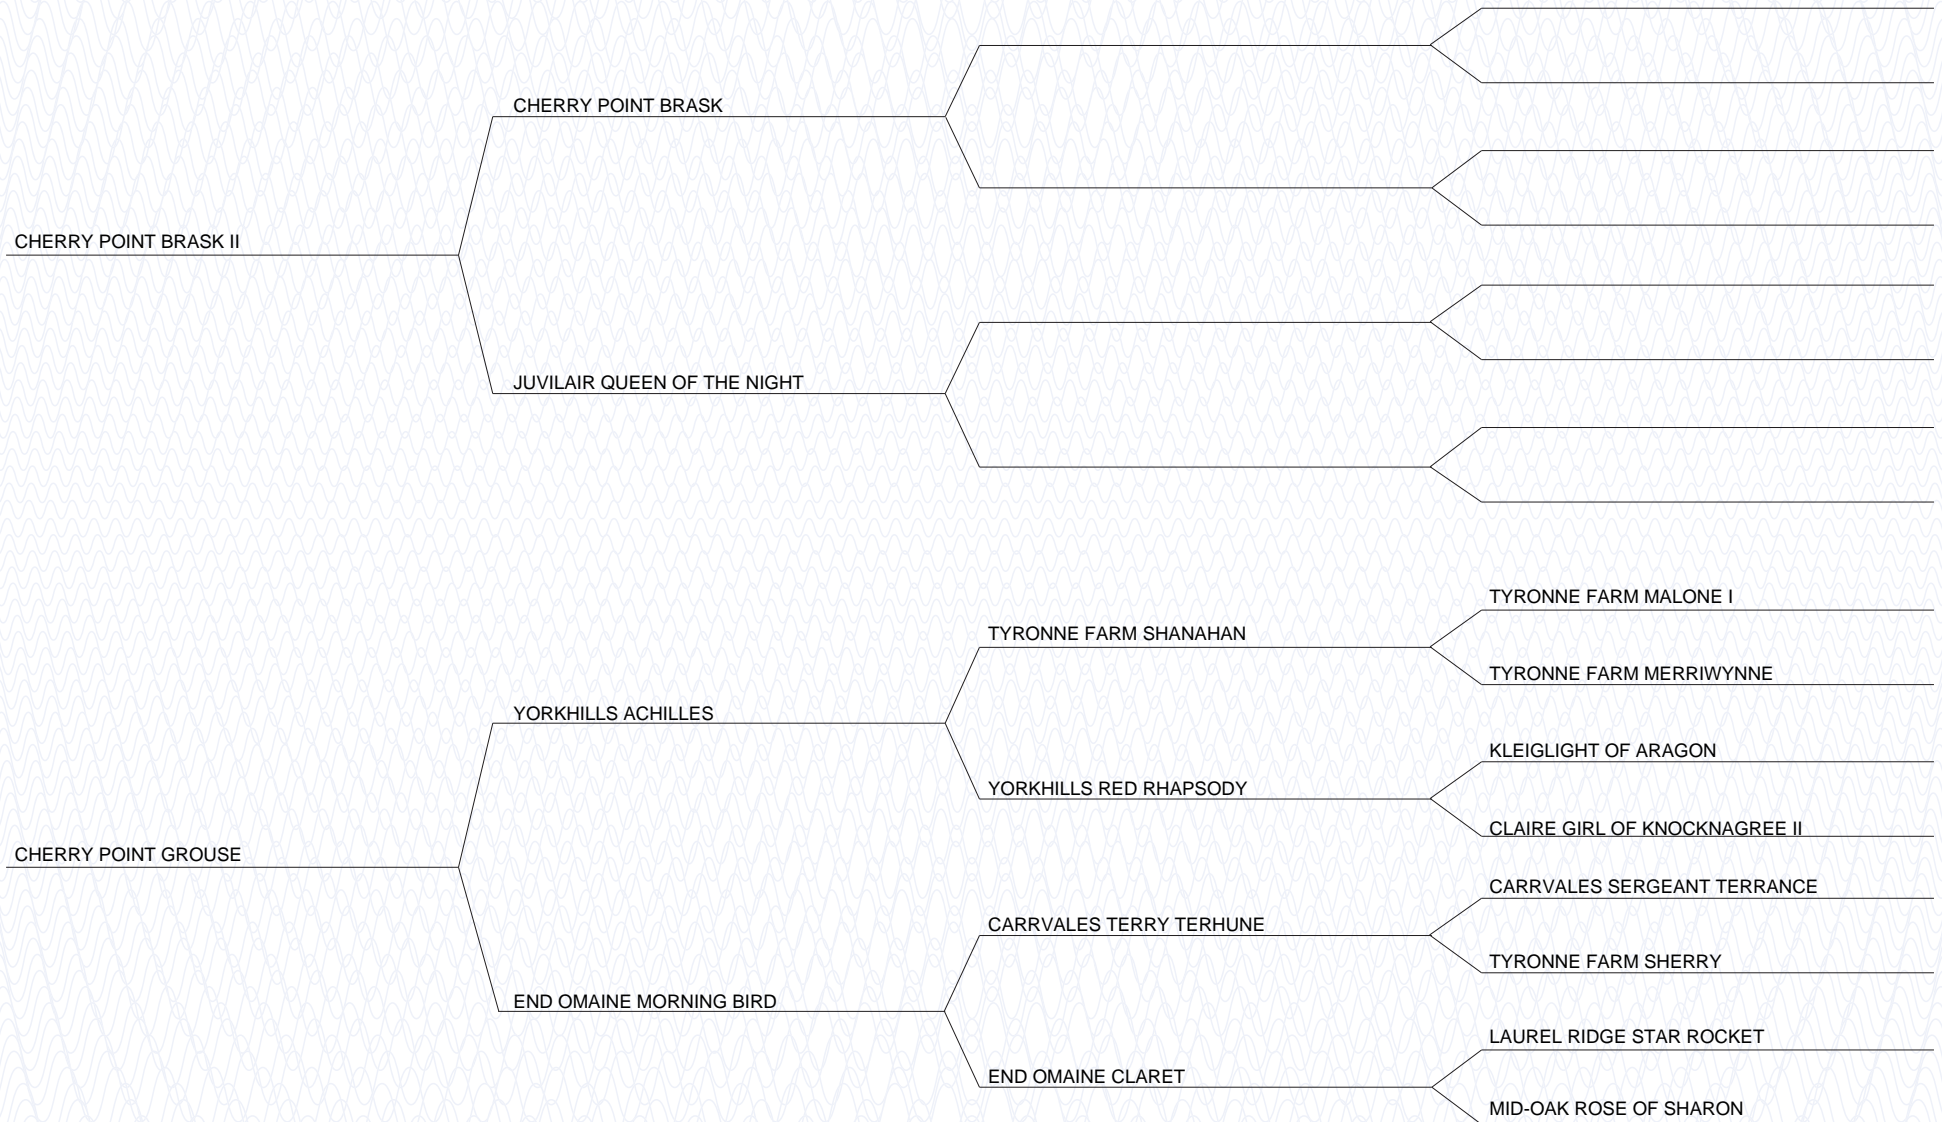 CHERRY POINT BRASK
CHERRY POINT BRASK II
JUVILAIR QUEEN OF THE NIGHT
TYRONNE FARM MALONE I
TYRONNE FARM SHANAHAN
TYRONNE FARM MERRIWYNNE
YORKHILLS ACHILLES
KLEIGLIGHT OF ARAGON
YORKHILLS RED RHAPSODY
CLAIRE GIRL OF KNOCKNAGREE II
CHERRY POINT GROUSE
CARRVALES SERGEANT TERRANCE
CARRVALES TERRY TERHUNE
TYRONNE FARM SHERRY
END OMAINE MORNING BIRD
LAUREL RIDGE STAR ROCKET
END OMAINE CLARET
MID-OAK ROSE OF SHARON